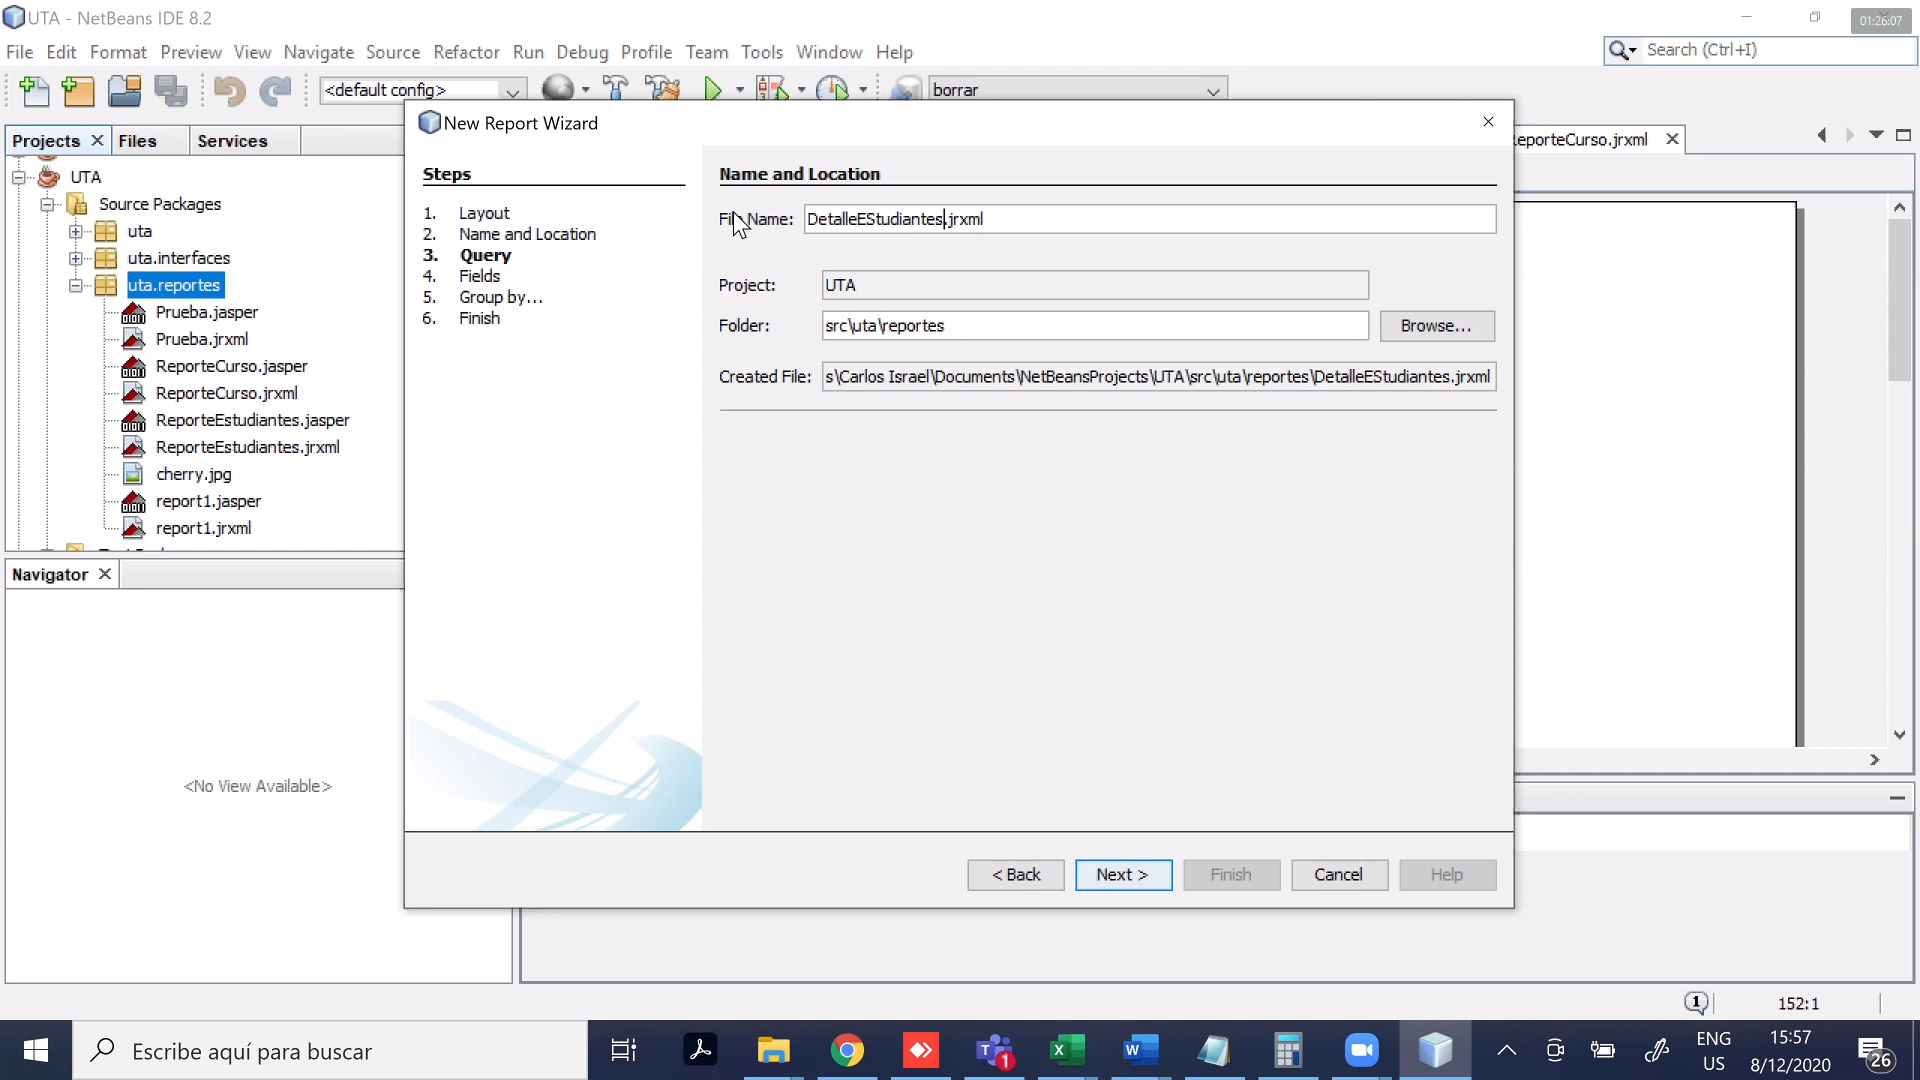 UTA - NetBeans IDE 8.2
01:26:07
File Edit Format Preview View Navigate Source Refactor Run Debug Profile Team Tools Window Help
Search (Ctrl+I)
<default config>
borrar
Projects
Files
Services
UTA
Source Packages
uta
uta.interfaces
uta.reportes
Prueba.jasper
Prueba.jrxml
ReporteCurso.jasper
ReporteCurso.jrxml
ReporteEstudiantes.jasper
ReporteEstudiantes.jrxml
cherry.jpg
report1.jasper
report1.jrxml
Navigator
<No View Available>
New Report Wizard
Steps
1. Layout
2. Name and Location
3. Query
4. Fields
5. Group by...
6. Finish
Name and Location
File Name: DetalleEStudiantes.jrxml
Project: UTA
Folder: src\uta\reportes
Browse...
Created File: s\Carlos Israel\Documents\NetBeansProjects\UTA\src\uta\reportes\DetalleEStudiantes.jrxml
< Back
Next >
Finish
Cancel
Help
eporteCurso.jrxml
1
152:1
Escribe aquí para buscar
1
ENG
US
15:57
8/12/2020
26